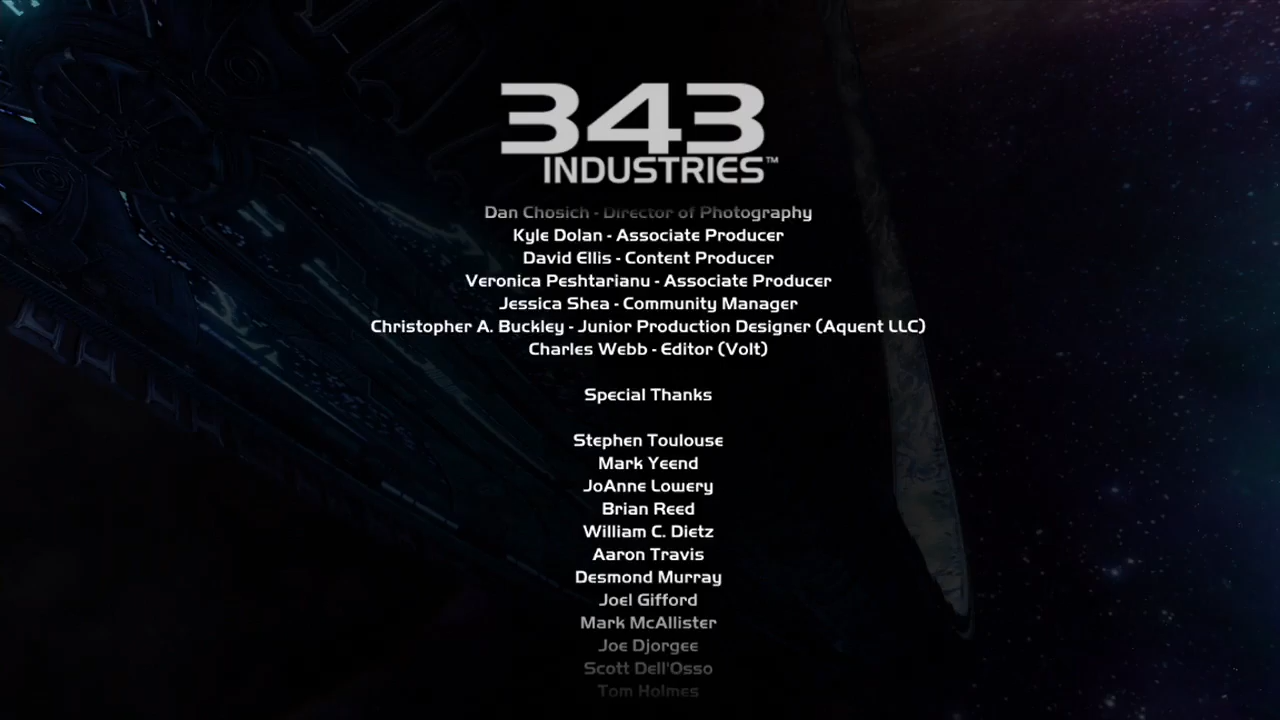 343
INDUSTRIES™
Dan Chosich - Director of Photography
Kyle Dolan - Associate Producer
David Ellis - Content Producer
Veronica Peshtarianu - Associate Producer
Jessica Shea - Community Manager
Christopher A. Buckley - Junior Production Designer (Aquent LLC)
Charles Webb - Editor (Volt)
Special Thanks
Stephen Toulouse
Mark Yeend
JoAnne Lowery
Brian Reed
William C. Dietz
Aaron Travis
Desmond Murray
Joel Gifford
Mark McAllister
Joe Djorgee
Scott Dell'Osso
Tom Holmes